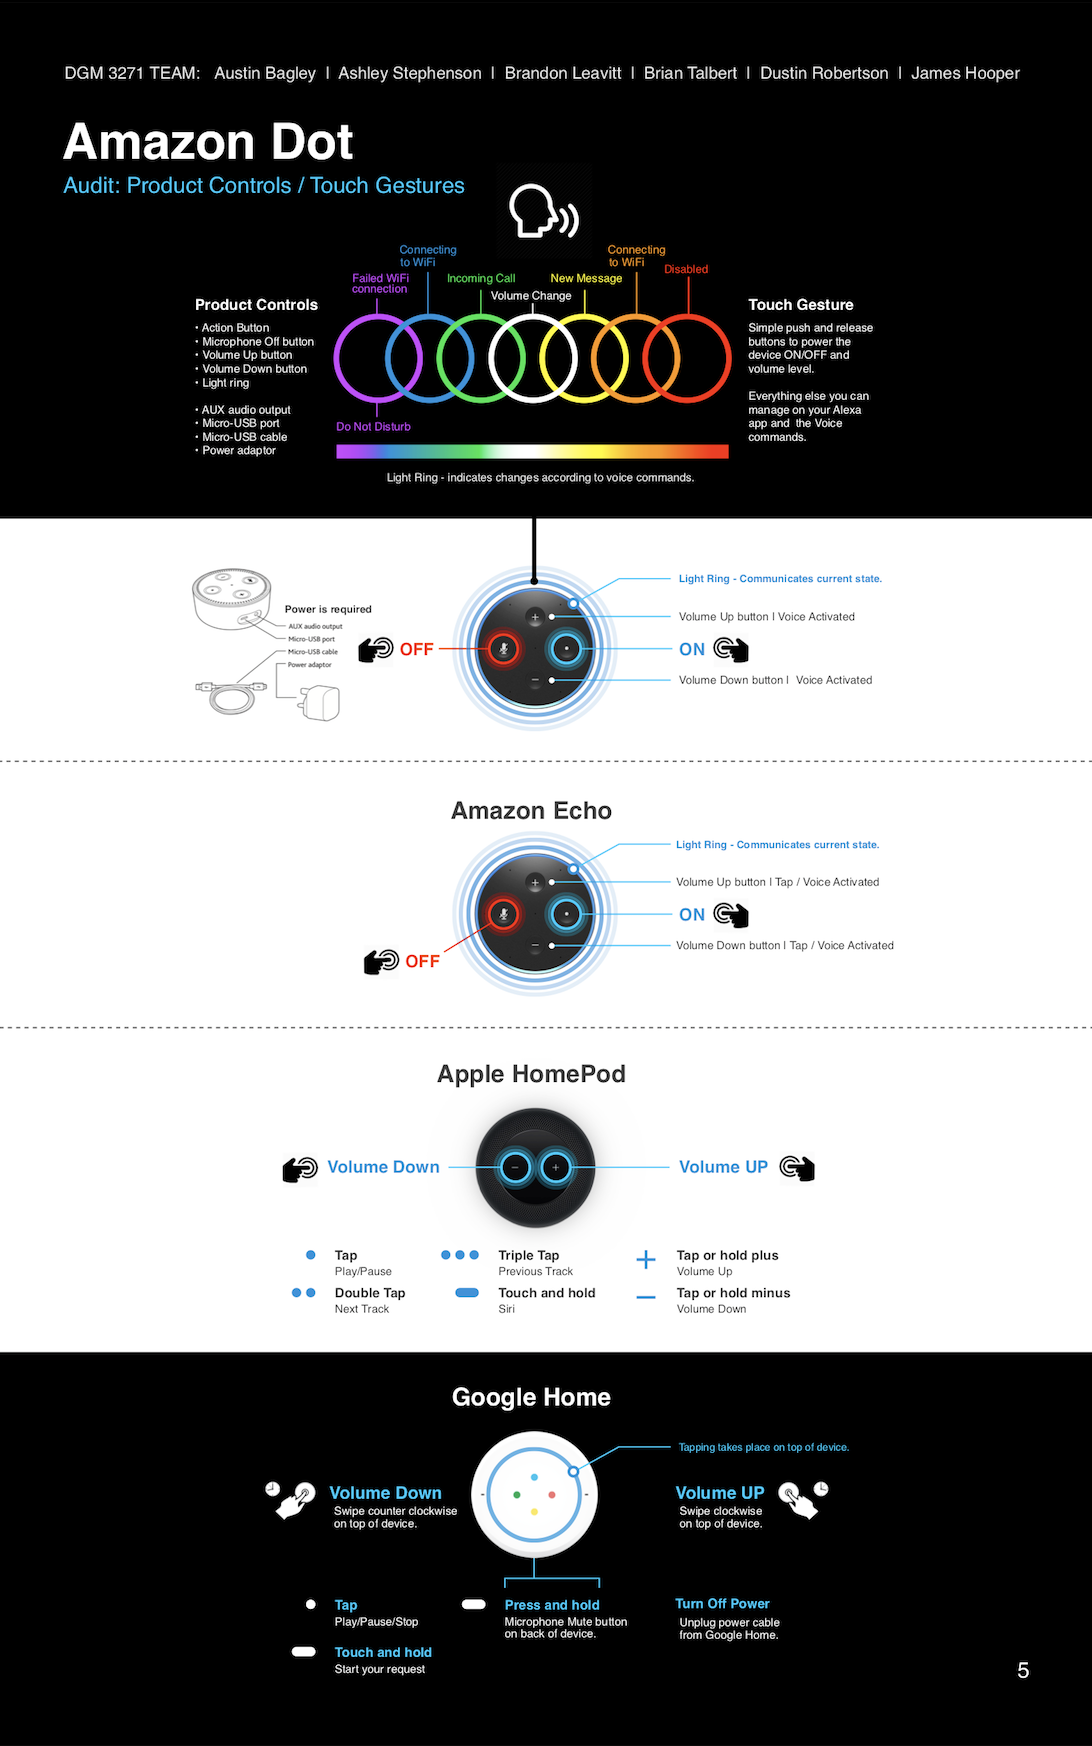 DGM 3271 TEAM: Austin Bagley | Ashley Stephenson | Brandon Leavitt | Brian Talbert | Dustin Robertson | James Hooper
Amazon Dot
Audit: Product Controls / Touch Gestures
Connecting
to WiFi
Connecting
to WiFi
Failed WiFi
connection
Incoming Call
Volume Change
New Message
Disabled
Product Controls
• Action Button
• Microphone Off button
• Volume Up button
• Volume Down button
• Light ring
• AUX audio output
• Micro-USB port
• Micro-USB cable
• Power adaptor
Do Not Disturb
Light Ring - indicates changes according to voice commands.
Touch Gesture
Simple push and release
buttons to power the
device ON/OFF and
volume level.
Everything else you can
manage on your Alexa
app and the Voice
commands.
Power is required
AUX audio output
Micro-USB port
Micro-USB cable
Power adaptor
OFF
Light Ring - Communicates current state.
Volume Up button | Voice Activated
ON
Volume Down button | Voice Activated
Amazon Echo
Light Ring - Communicates current state.
Volume Up button | Tap / Voice Activated
ON
Volume Down button | Tap / Voice Activated
OFF
Apple HomePod
Volume Down
Volume UP
Tap
Play/Pause
Triple Tap
Previous Track
Tap or hold plus
Volume Up
Double Tap
Next Track
Touch and hold
Siri
Tap or hold minus
Volume Down
Google Home
Tapping takes place on top of device.
Volume Down
Swipe counter clockwise
on top of device.
Volume UP
Swipe clockwise
on top of device.
Tap
Play/Pause/Stop
Press and hold
Microphone Mute button
on back of device.
Turn Off Power
Unplug power cable
from Google Home.
Touch and hold
Start your request
5